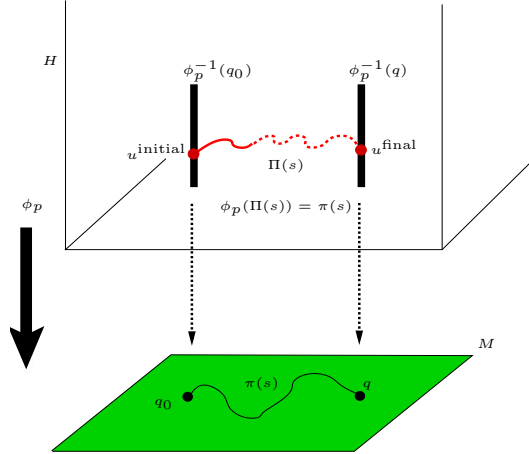 H
ϕ_p^{-1}(q_0) ϕ_p^{-1}(q)
u^{initial} u^{final}
Π(s)
ϕ_p ϕ_p(Π(s)) = π(s)
M
π(s) q
q_0